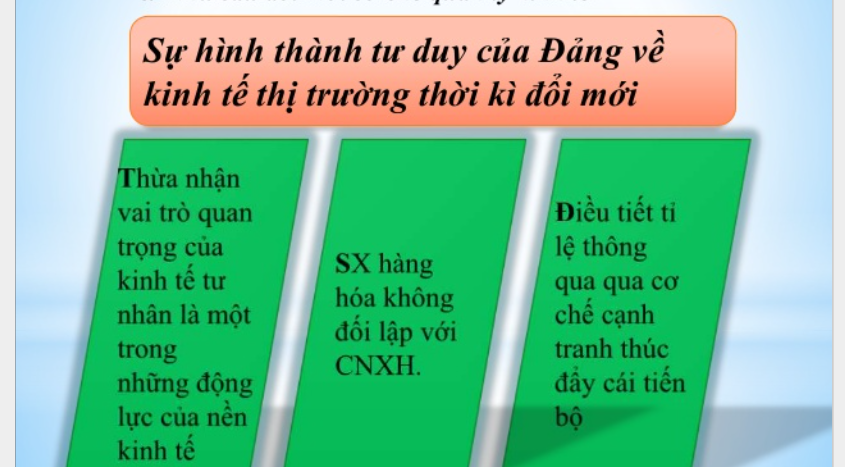 Sự hình thành tư duy của Đảng về
kinh tế thị trường thời kì đổi mới
Thừa nhận
vai trò quan
trọng của
kinh tế tư
nhân là một
trong
những động
lực của nền
kinh tế
SX hàng
hóa không
đối lập với
CNXH.
Điều tiết tỉ
lệ thông
qua qua cơ
chế cạnh
tranh thúc
đẩy cái tiến
bộ